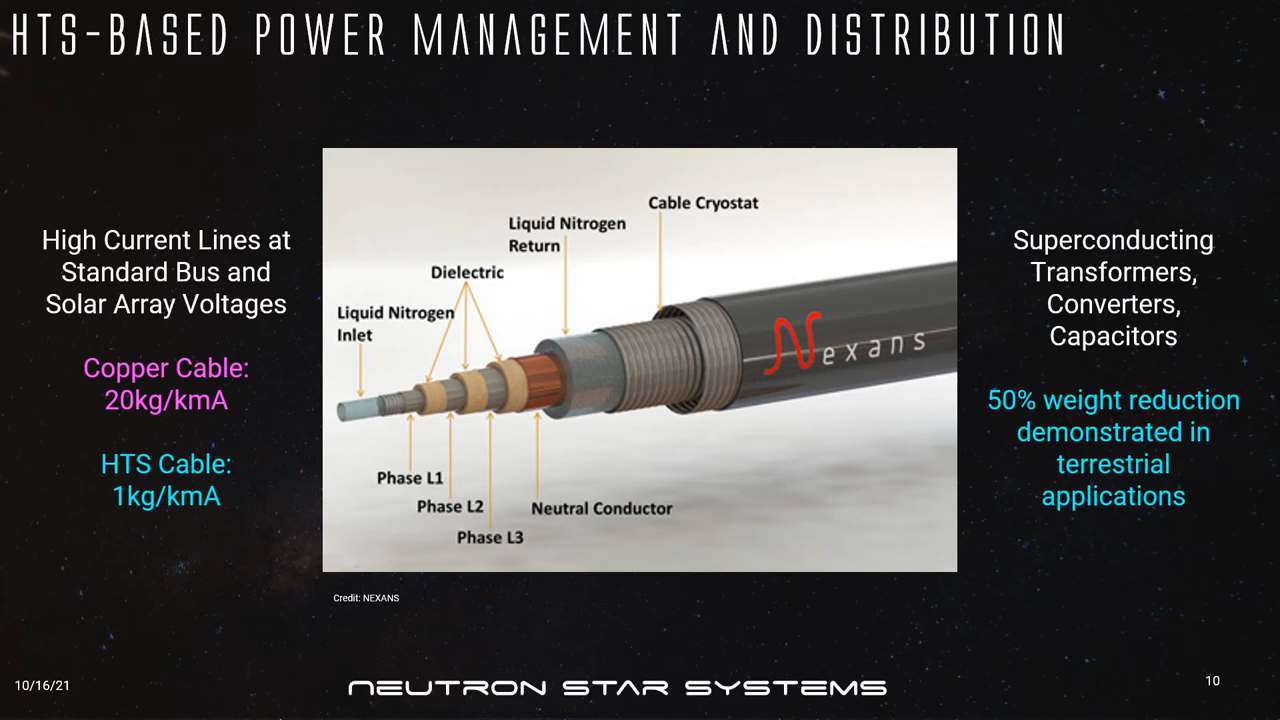 HTS-BASED POWER MANAGEMENT AND DISTRIBUTION
High Current Lines at
Standard Bus and
Solar Array Voltages
Copper Cable:
20kg/kmA
HTS Cable:
1kg/kmA
Cable Cryostat
Liquid Nitrogen
Return
Dielectric
Liquid Nitrogen
Inlet
Nexans
Phase L1
Phase L2
Phase L3
Neutral Conductor
Credit: NEXANS
Superconducting
Transformers,
Converters,
Capacitors
50% weight reduction
demonstrated in
terrestrial
applications
10/16/21
NEUTRON STAR SYSTEMS
10